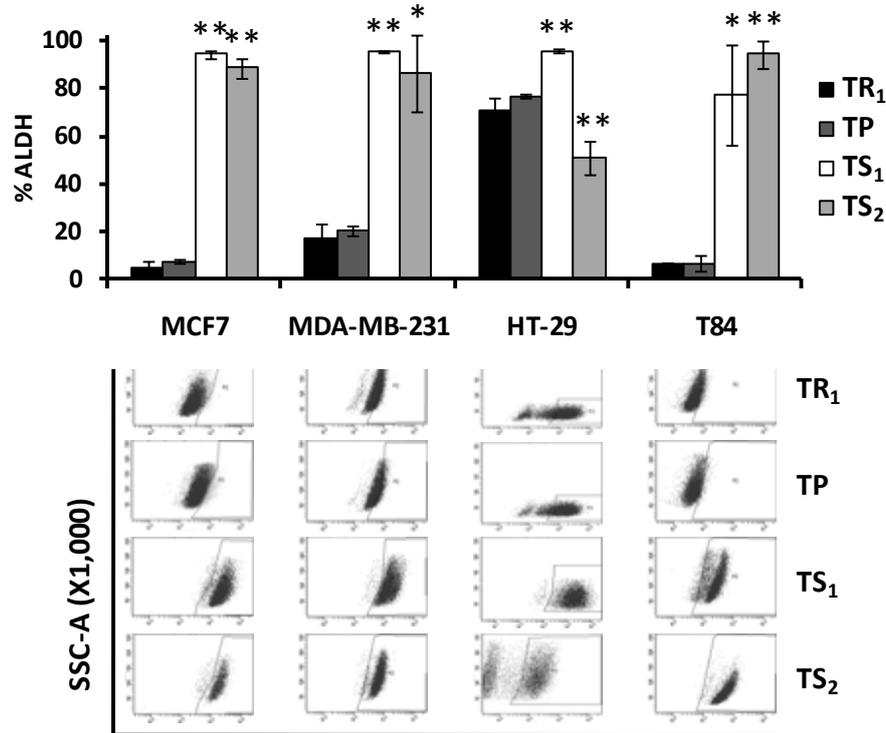 ** ** ** * ** ** * **
100
80
60
40
20
0
% ALDH
TR₁
TP
TS₁
TS₂
MCF7 MDA-MB-231 HT-29 T84
SSC-A (X1,000)
TR₁
TP
TS₁
TS₂